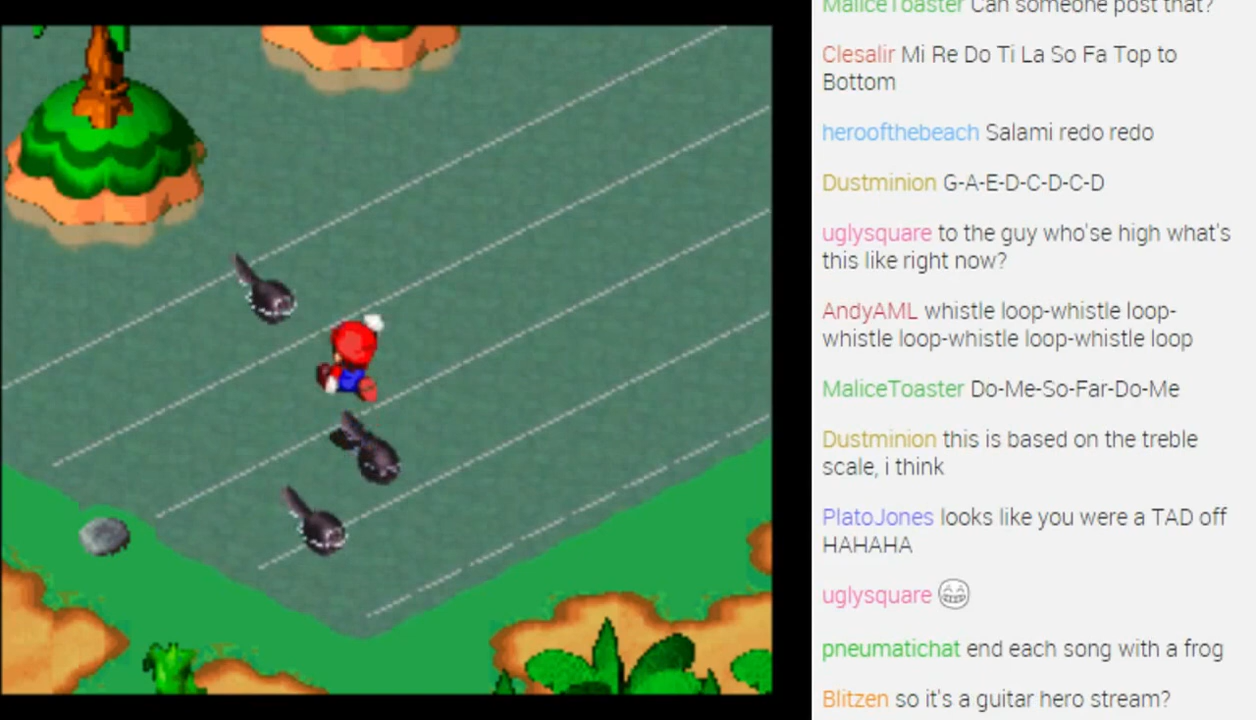 MaliceToaster Can someone post that?
Clesalir Mi Re Do Ti La So Fa Top to
Bottom
heroofthebeach Salami redo redo
Dustminion G-A-E-D-C-D-C-D
uglysquare to the guy who'se high what's
this like right now?
AndyAML whistle loop-whistle loop-
whistle loop-whistle loop-whistle loop
MaliceToaster Do-Me-So-Far-Do-Me
Dustminion this is based on the treble
scale, i think
PlatoJones looks like you were a TAD off
HAHAHA
uglysquare
pneumatichat end each song with a frog
Blitzen so it's a guitar hero stream?